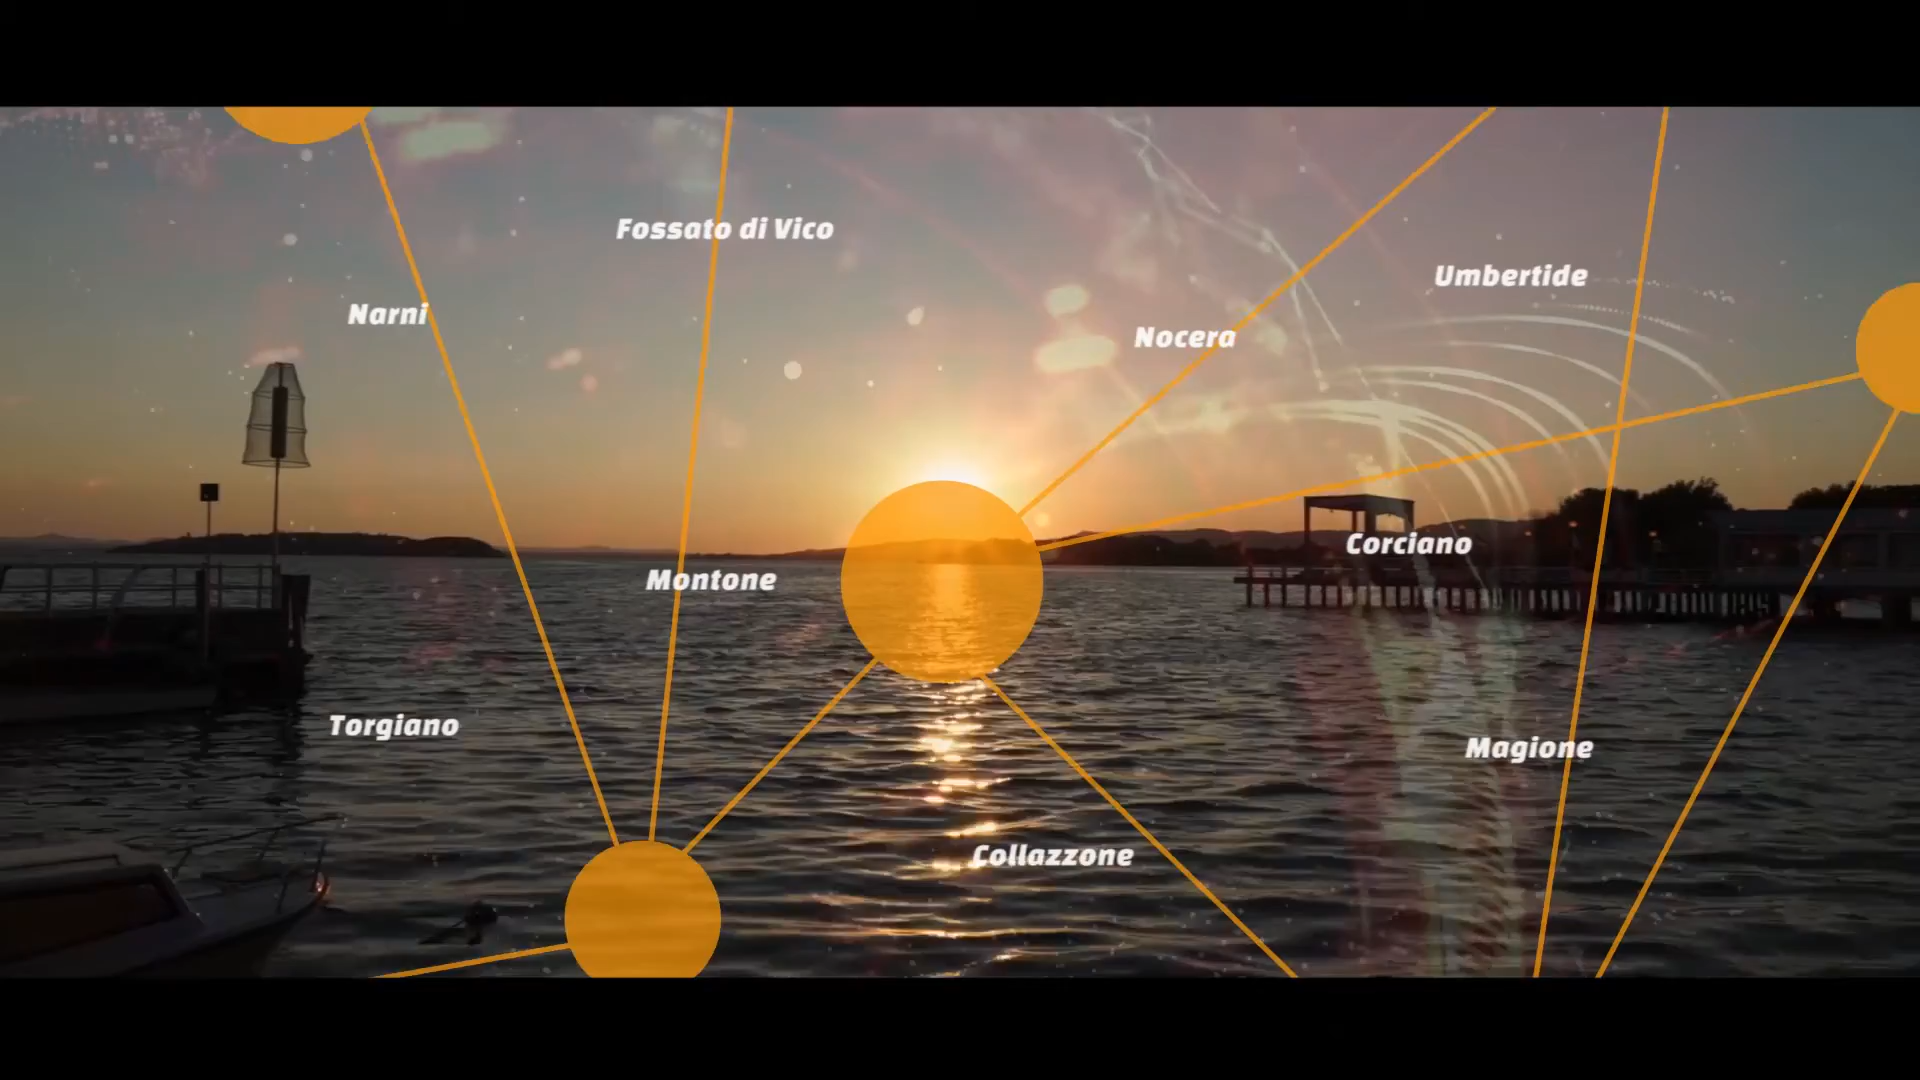 Fossato di Vico
Umbertide
Narni
Nocera
Corciano
Montone
Torgiano
Magione
Collazzone